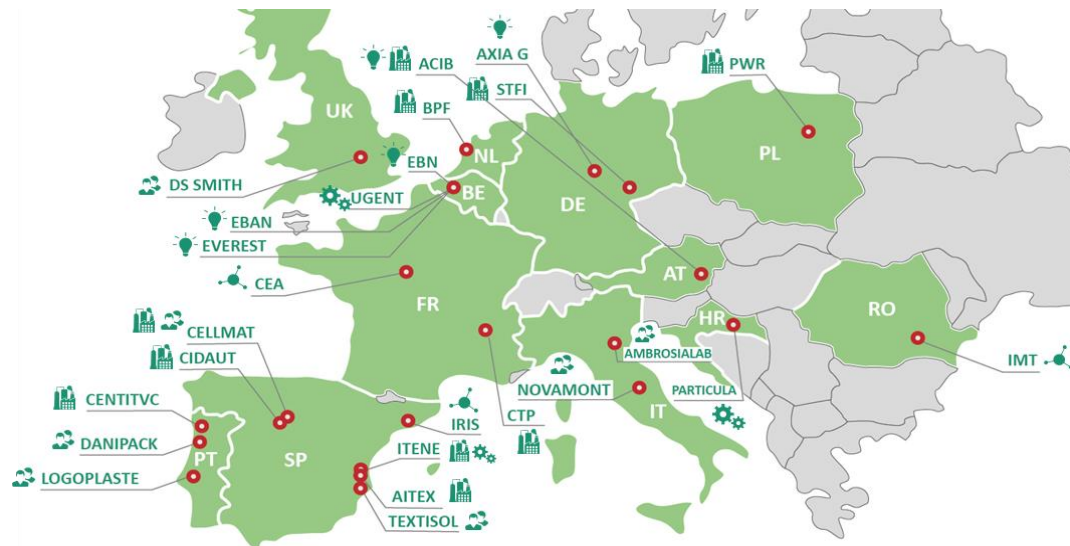 AXIA G
ACIB
PWR
STFI
BPF
UK
NL
PL
EBN
DS SMITH
BE
UGENT
DE
EBAN
EVEREST
AT
CEA
FR
HR
RO
CELLMAT
AMBROSIALAB
CIDAUT
IMT
NOVAMONT
PARTICULA
CENTITVC
IT
CTP
IRIS
DANIPACK
PT
SP
ITENE
LOGOPLASTE
AITEX
TEXTISOL